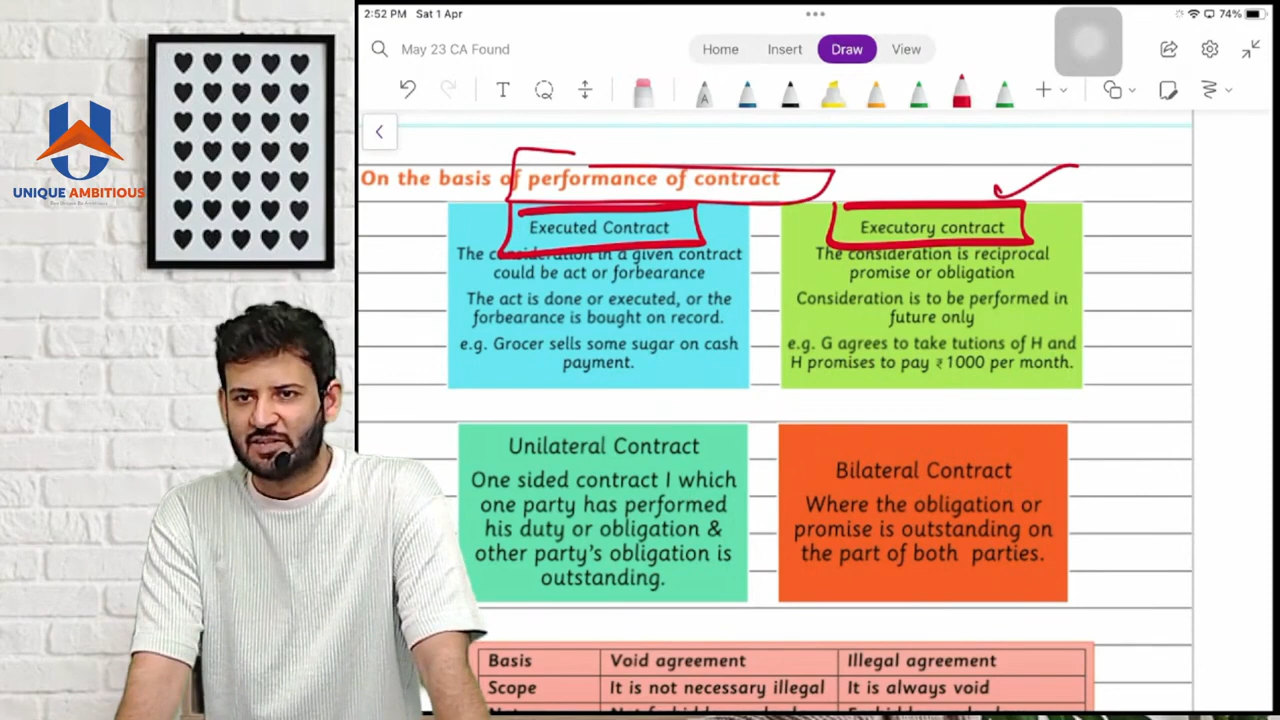 2:52 PM Sat 1 Apr
74%
May 23 CA Found
Home Insert Draw View
UNIQUE AMBITIOUS
On the basis of performance of contract
Executed Contract
The consideration in a given contract
could be act or forbearance
The act is done or executed, or the
forbearance is bought on record.
e.g. Grocer sells some sugar on cash
payment.
Executory contract
The consideration is reciprocal
promise or obligation
Consideration is to be performed in
future only
e.g. G agrees to take tutions of H and
H promises to pay ₹1000 per month.
Unilateral Contract
One sided contract I which
one party has performed
his duty or obligation &
other party's obligation is
outstanding.
Bilateral Contract
Where the obligation or
promise is outstanding on
the part of both parties.
Basis Void agreement Illegal agreement
Scope It is not necessary illegal It is always void